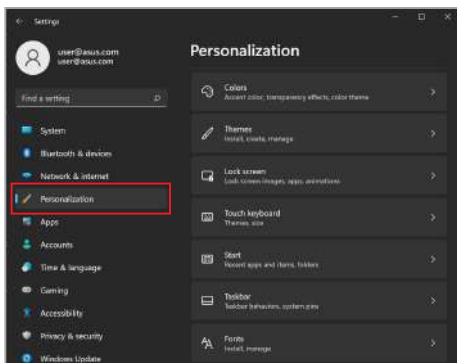 Settings
user@asus.com
user@asus.com
Find a setting
System
Bluetooth & devices
Network & internet
Personalization
Apps
Accounts
Time & language
Gaming
Accessibility
Privacy & security
Windows Update
Personalization
Colors
Accent color, transparency effects, color theme
Themes
Install, create, manage
Lock screen
Lock screen images, apps, animations
Touch keyboard
Themes, size
Start
Recent apps and items, folders
Taskbar
Taskbar behaviors, system pins
Fonts
Install, manage